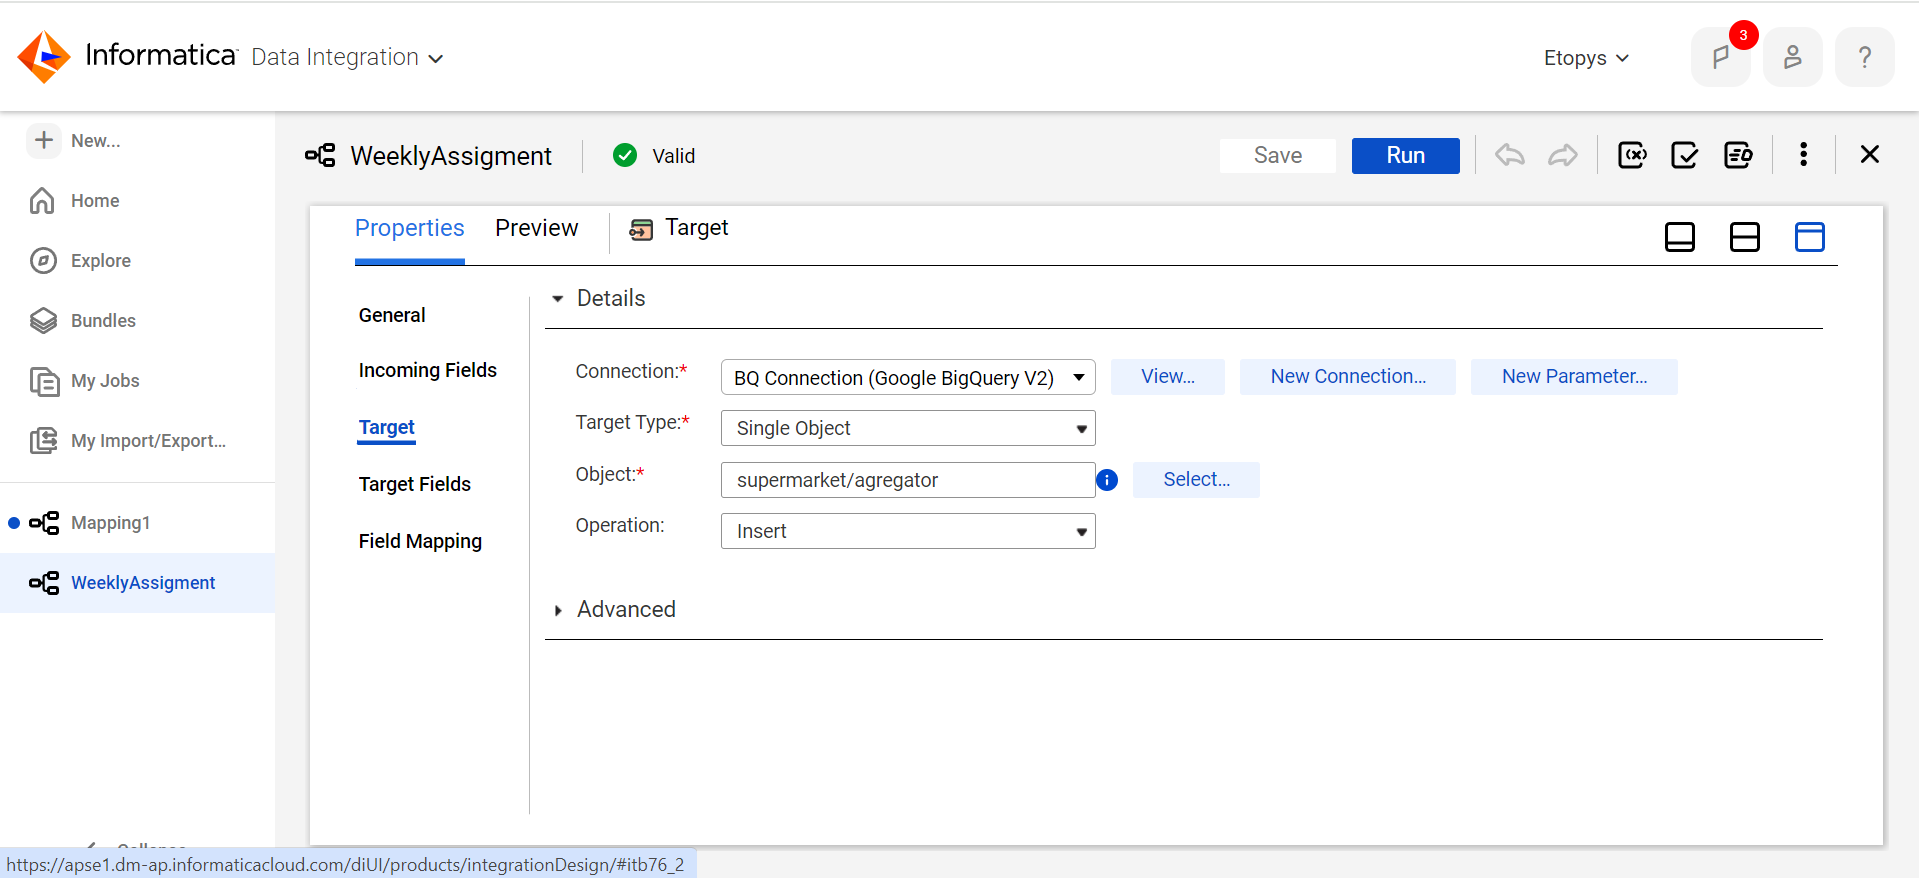 Informatica Data Integration
Etopys
3
?
New...
Home
Explore
Bundles
My Jobs
My Import/Export...
Mapping1
WeeklyAssigment
WeeklyAssigment
Valid
Save
Run
Properties
Preview
Target
General
Incoming Fields
Target
Target Fields
Field Mapping
Details
Connection:* BQ Connection (Google BigQuery V2) View... New Connection... New Parameter...
Target Type:* Single Object
Object:* supermarket/agregator i Select...
Operation: Insert
Advanced
Collapse
https://apse1.dm-ap.informaticacloud.com/diUI/products/integrationDesign/#itb76_2